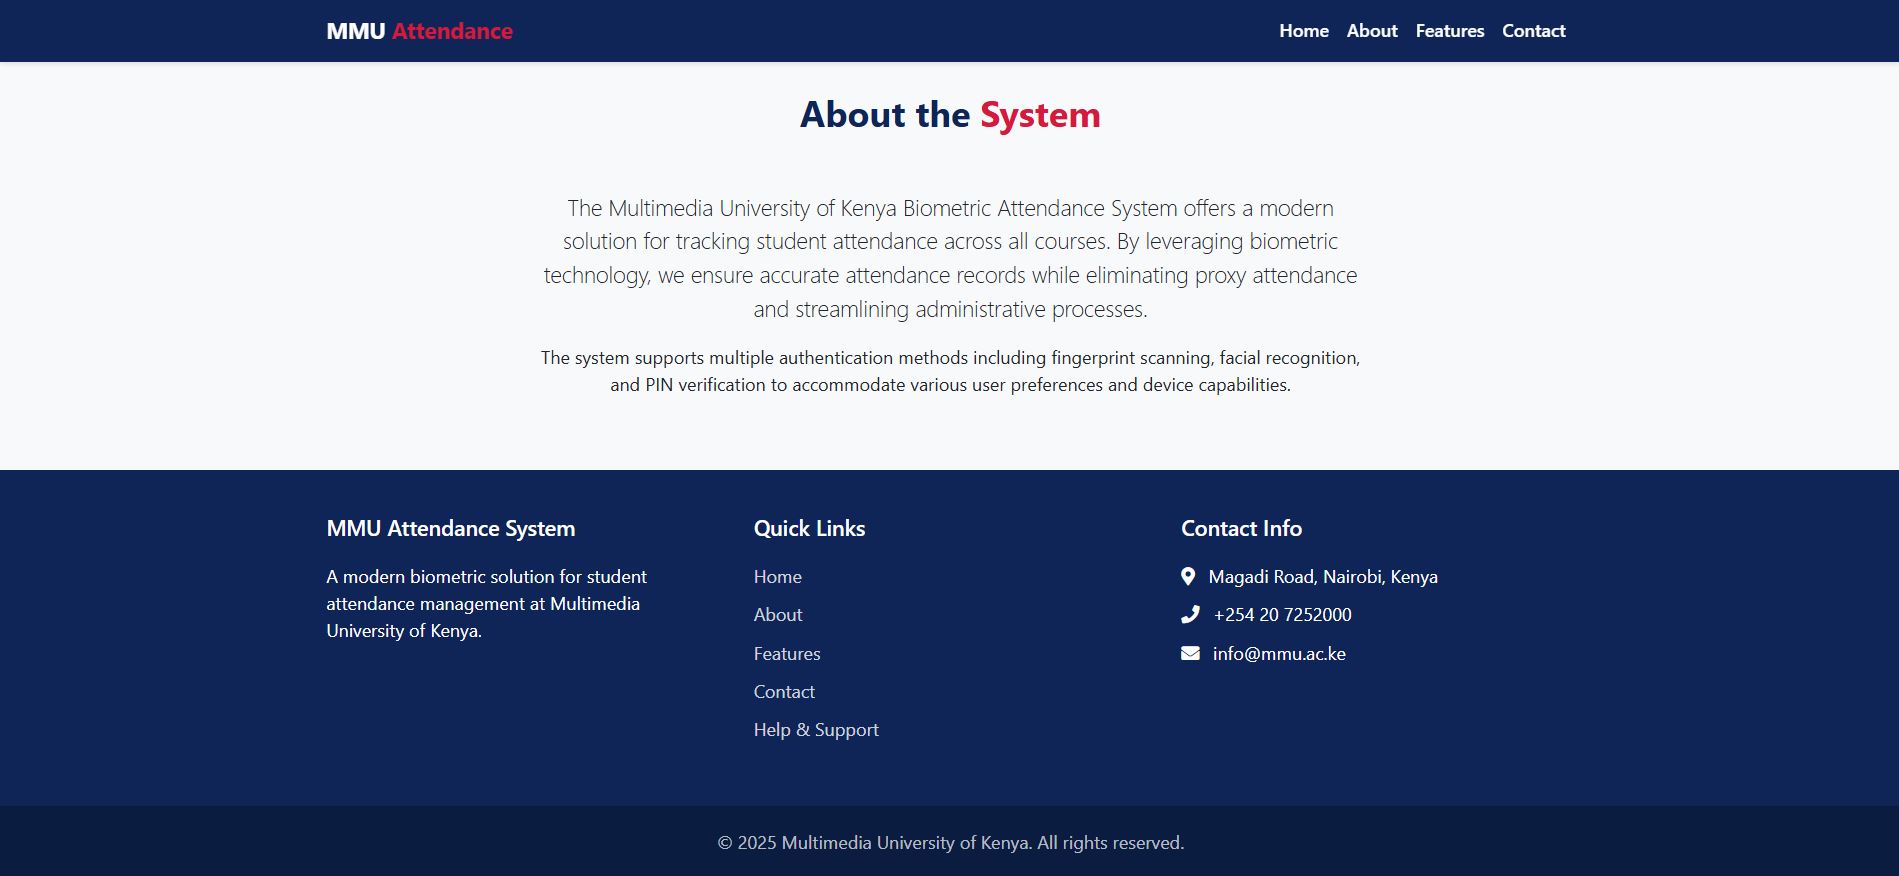 MMU Attendance
Home About Features Contact
About the System
The Multimedia University of Kenya Biometric Attendance System offers a modern
solution for tracking student attendance across all courses. By leveraging biometric
technology, we ensure accurate attendance records while eliminating proxy attendance
and streamlining administrative processes.
The system supports multiple authentication methods including fingerprint scanning, facial recognition,
and PIN verification to accommodate various user preferences and device capabilities.
MMU Attendance System
A modern biometric solution for student
attendance management at Multimedia
University of Kenya.
Quick Links
Home
About
Features
Contact
Help & Support
Contact Info
Magadi Road, Nairobi, Kenya
+254 20 7252000
info@mmu.ac.ke
© 2025 Multimedia University of Kenya. All rights reserved.